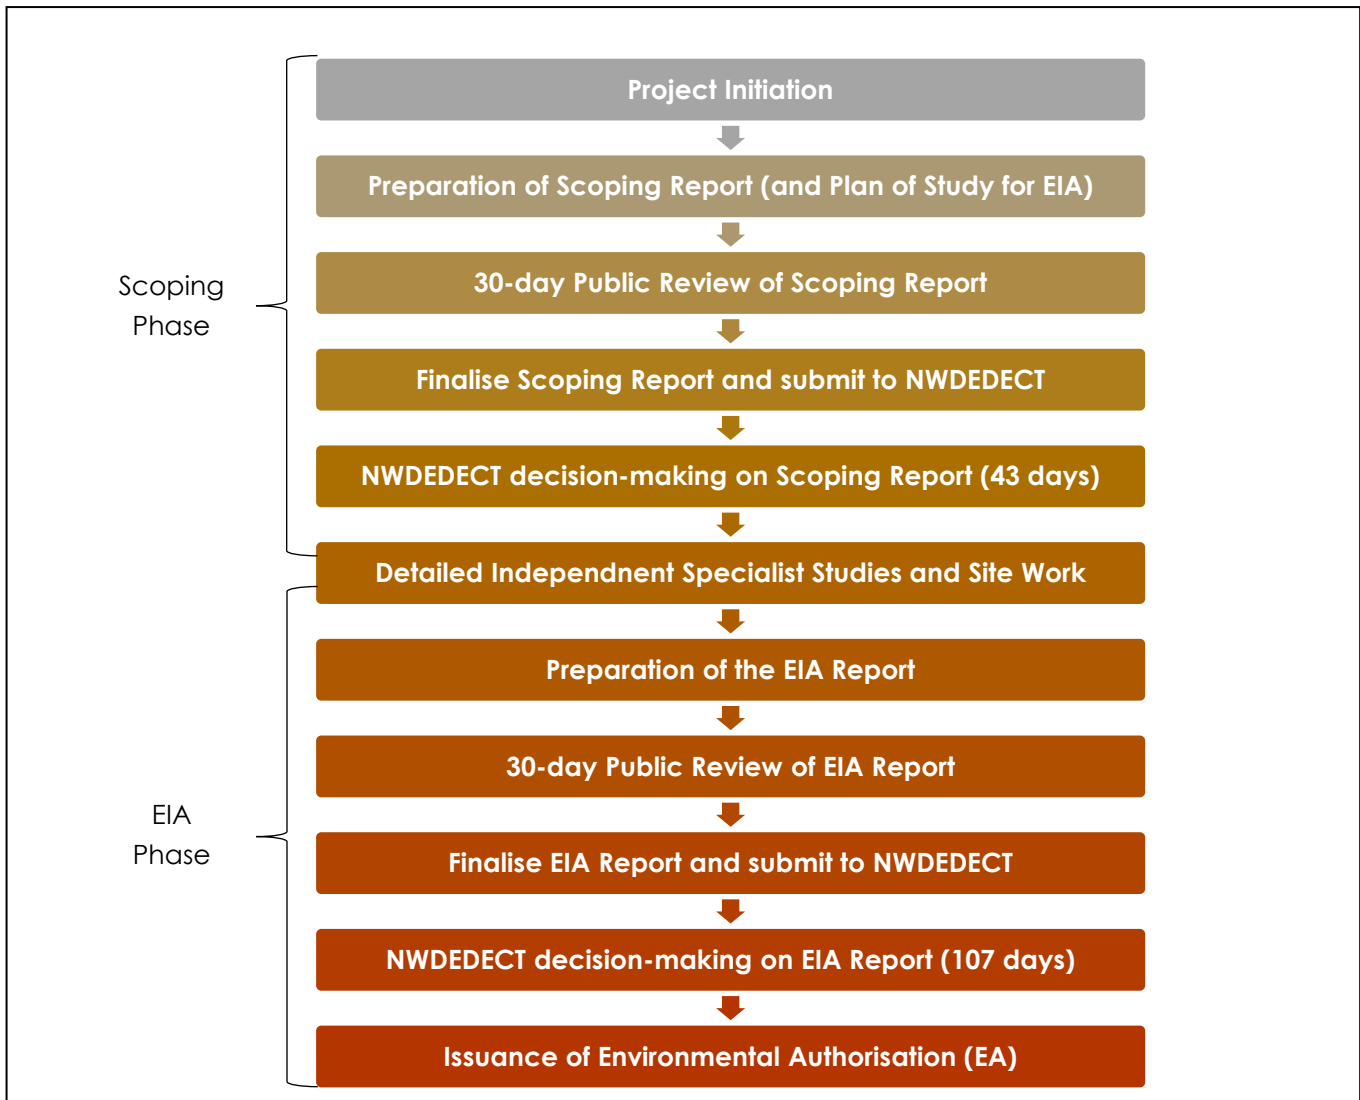 Project Initiation
Preparation of Scoping Report (and Plan of Study for EIA)
30-day Public Review of Scoping Report
Scoping
Phase
Finalise Scoping Report and submit to NWDEDECT
NWDEDECT decision-making on Scoping Report (43 days)
Detailed Independnent Specialist Studies and Site Work
Preparation of the EIA Report
30-day Public Review of EIA Report
EIA
Phase
Finalise EIA Report and submit to NWDEDECT
NWDEDECT decision-making on EIA Report (107 days)
Issuance of Environmental Authorisation (EA)